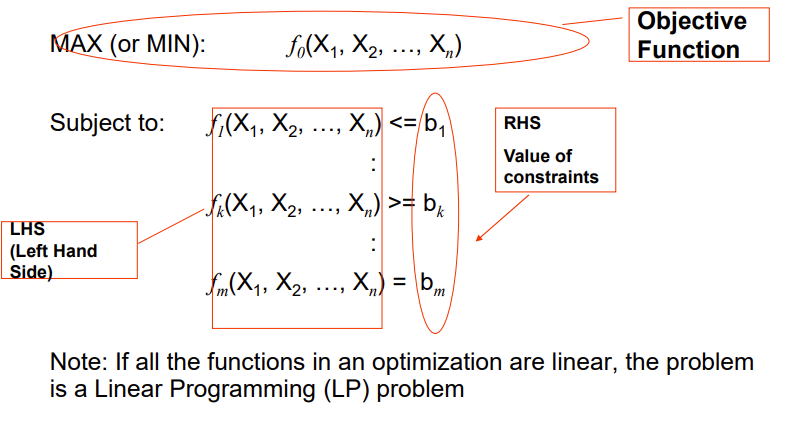 Objective
Function
MAX (or MIN): f₀(X₁, X₂, …, Xₙ)
Subject to: f₁(X₁, X₂, …, Xₙ) <= b₁
:
fₖ(X₁, X₂, …, Xₙ) >= bₖ
:
fₘ(X₁, X₂, …, Xₙ) = bₘ
RHS
Value of
constraints
LHS
(Left Hand
Side)
Note: If all the functions in an optimization are linear, the problem
is a Linear Programming (LP) problem